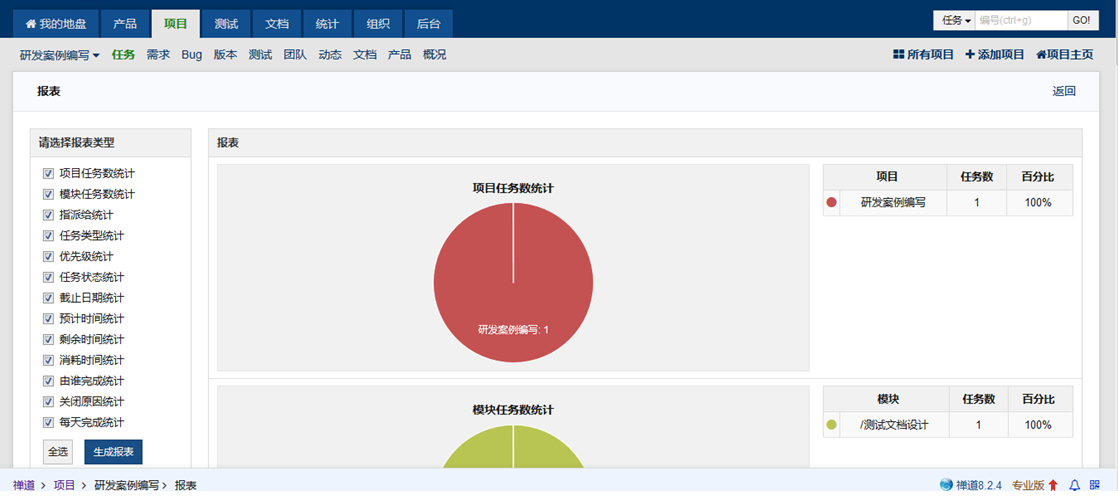 我的地盘 产品 项目 测试 文档 统计 组织 后台 任务 编号(ctrl+g) GO!
研发案例编写 任务 需求 Bug 版本 测试 团队 动态 文档 产品 概况 所有项目 添加项目 项目主页
报表 返回
请选择报表类型
项目任务数统计
模块任务数统计
指派给统计
任务类型统计
优先级统计
任务状态统计
截止日期统计
预计时间统计
剩余时间统计
消耗时间统计
由谁完成统计
关闭原因统计
每天完成统计
全选 生成报表
报表
项目任务数统计
研发案例编写: 1
项目 任务数 百分比
研发案例编写 1 100%
模块任务数统计
模块 任务数 百分比
/测试文档设计 1 100%
禅道 > 项目 > 研发案例编写 > 报表 禅道8.2.4 专业版